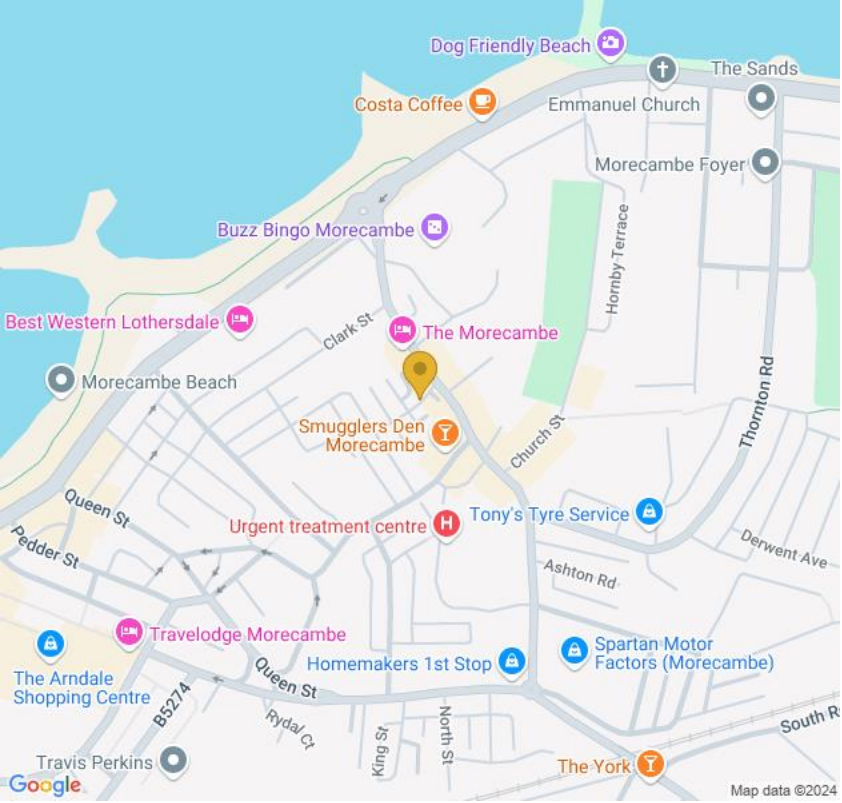 Dog Friendly Beach
The Sands
Costa Coffee
Emmanuel Church
Morecambe Foyer
Hornby Terrace
Buzz Bingo Morecambe
Best Western Lothersdale
Clark St
The Morecambe
Morecambe Beach
Thornton Rd
Smugglers Den
Morecambe
Church St
Queen St
Urgent treatment centre
H
Tony's Tyre Service
Pedder St
Derwent Ave
Ashton Rd
Travelodge Morecambe
The Arndale
Shopping Centre
Homemakers 1st Stop
Spartan Motor
Factors (Morecambe)
Queen St
B5274
Rydal Ct
King St
North St
South R
Travis Perkins
The York
Google
Map data ©2024